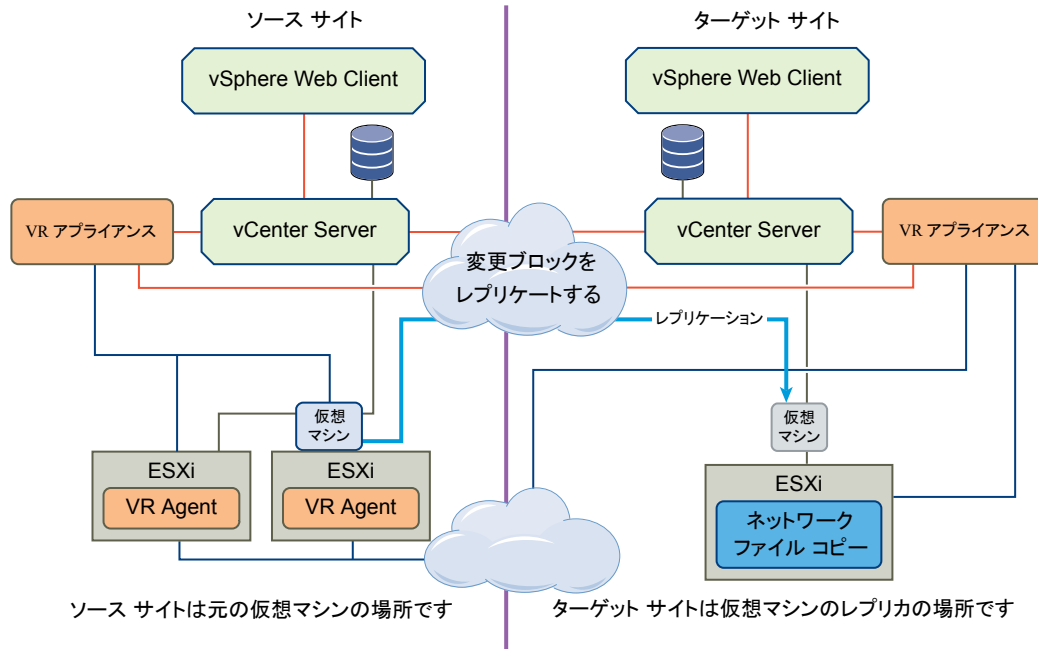 ソース サイト
ターゲット サイト
vSphere Web Client
vSphere Web Client
VR アプライアンス
vCenter Server
vCenter Server
VR アプライアンス
変更ブロックを
レプリケートする
レプリケーション
仮想
マシン
仮想
マシン
ESXi
VR Agent
ESXi
VR Agent
ESXi
ネットワーク
ファイル コピー
ソース サイトは元の仮想マシンの場所です
ターゲット サイトは仮想マシンのレプリカの場所です